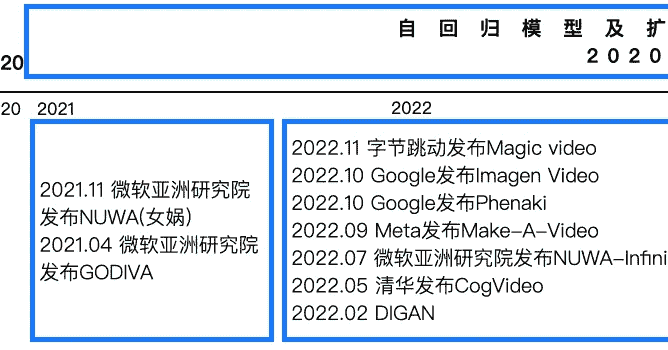 自回归模型及扩
20 2020
20 2021 2022
2021.11 微软亚洲研究院
发布NUWA(女娲)
2021.04 微软亚洲研究院
发布GODIVA
2022.11 字节跳动发布Magic video
2022.10 Google发布Imagen Video
2022.10 Google发布Phenaki
2022.09 Meta发布Make-A-Video
2022.07 微软亚洲研究院发布NUWA-Infini
2022.05 清华发布CogVideo
2022.02 DIGAN